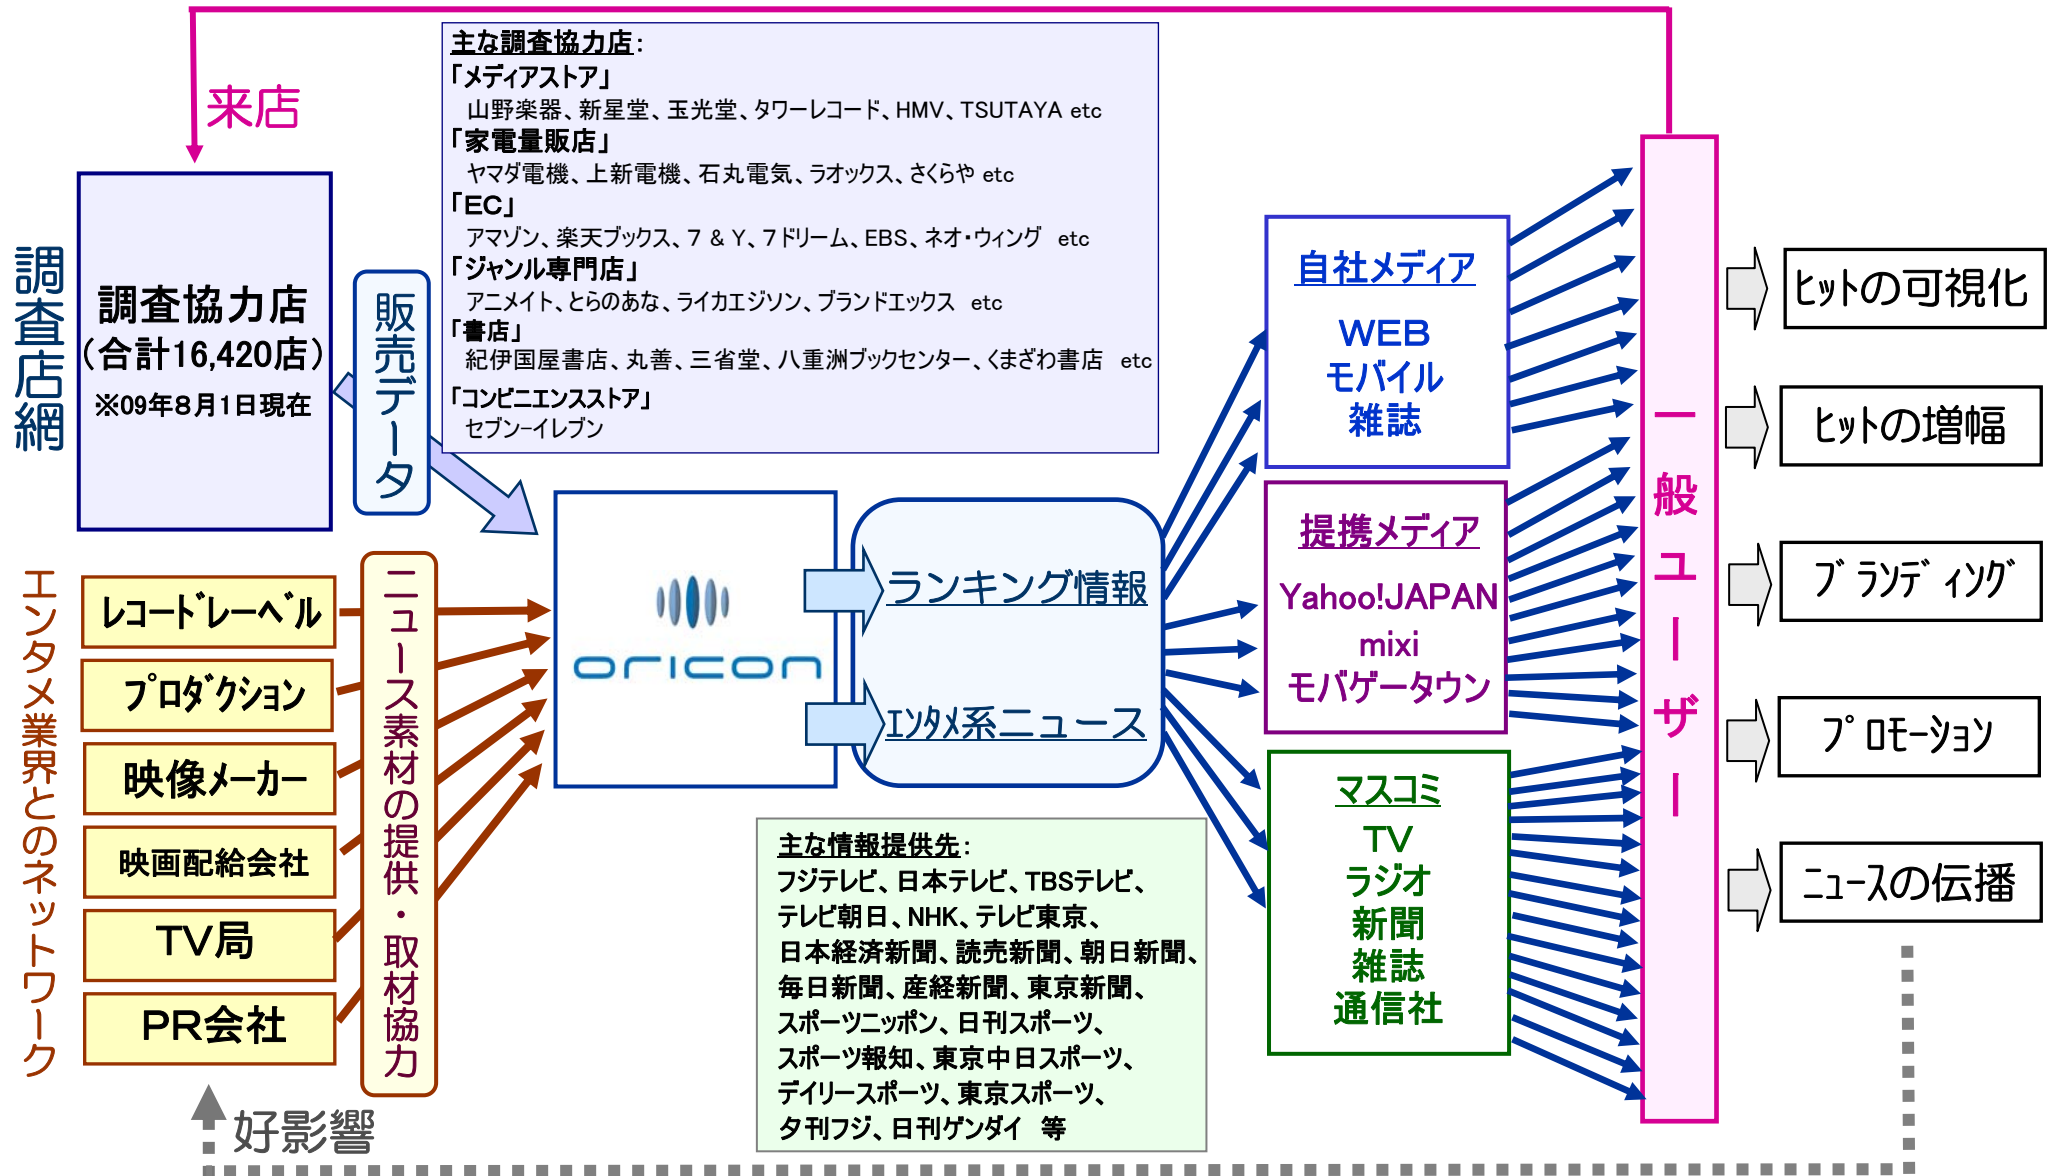 来店
主な調査協力店：
「メディアストア」
山野楽器、新星堂、玉光堂、タワーレコード、HMV、TSUTAYA etc
「家電量販店」
ヤマダ電機、上新電機、石丸電気、ラオックス、さくらや etc
「EC」
アマゾン、楽天ブックス、7 & Y、7ドリーム、EBS、ネオ・ウィング etc
「ジャンル専門店」
アニメイト、とらのあな、ライカエジソン、ブランドエックス etc
「書店」
紀伊国屋書店、丸善、三省堂、八重洲ブックセンター、くまざわ書店 etc
「コンビニエンスストア」
セブン−イレブン
調査店網
調査協力店
（合計16,420店）
※09年8月1日現在
販売データ
エンタメ業界とのネットワーク
レコードレーベル
プロダクション
映像メーカー
映画配給会社
TV局
PR会社
ニュース素材の提供・取材協力
oricon
ランキング情報
エンタメ系ニュース
主な情報提供先：
フジテレビ、日本テレビ、TBSテレビ、
テレビ朝日、NHK、テレビ東京、
日本経済新聞、読売新聞、朝日新聞、
毎日新聞、産経新聞、東京新聞、
スポーツニッポン、日刊スポーツ、
スポーツ報知、東京中日スポーツ、
デイリースポーツ、東京スポーツ、
夕刊フジ、日刊ゲンダイ 等
自社メディア
WEB
モバイル
雑誌
提携メディア
Yahoo!JAPAN
mixi
モバゲータウン
マスコミ
TV
ラジオ
新聞
雑誌
通信社
一般ユーザー
ヒットの可視化
ヒットの増幅
ブランディング
プロモーション
ニュースの伝播
好影響